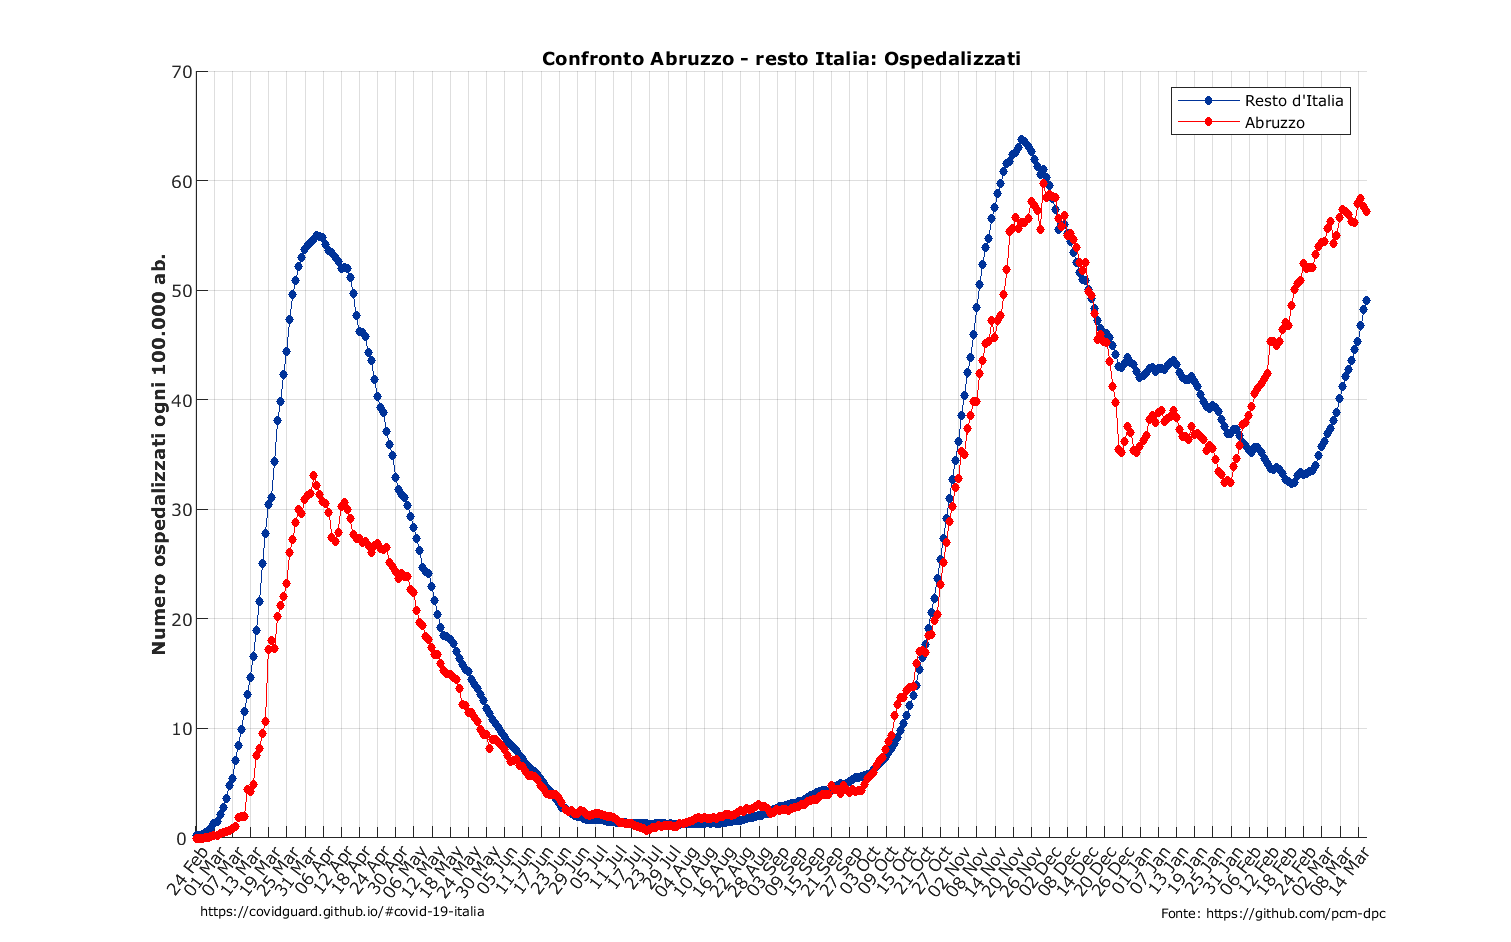 Confronto Abruzzo - resto Italia: Ospedalizzati
Resto d'Italia
Abruzzo
Numero ospedalizzati ogni 100.000 ab.
70
60
50
40
30
20
10
0
24 Feb
01 Mar
07 Mar
13 Mar
19 Mar
25 Mar
31 Mar
06 Apr
12 Apr
18 Apr
24 Apr
30 Apr
06 May
12 May
18 May
24 May
30 May
05 Jun
11 Jun
17 Jun
23 Jun
29 Jun
05 Jul
11 Jul
17 Jul
23 Jul
29 Jul
04 Aug
10 Aug
16 Aug
22 Aug
28 Aug
03 Sep
09 Sep
15 Sep
21 Sep
27 Sep
03 Oct
09 Oct
15 Oct
21 Oct
27 Oct
02 Nov
08 Nov
14 Nov
20 Nov
26 Nov
02 Dec
08 Dec
14 Dec
20 Dec
26 Dec
01 Jan
07 Jan
13 Jan
19 Jan
25 Jan
31 Jan
06 Feb
12 Feb
18 Feb
24 Feb
02 Mar
08 Mar
14 Mar
https://covidguard.github.io/#covid-19-italia
Fonte: https://github.com/pcm-dpc